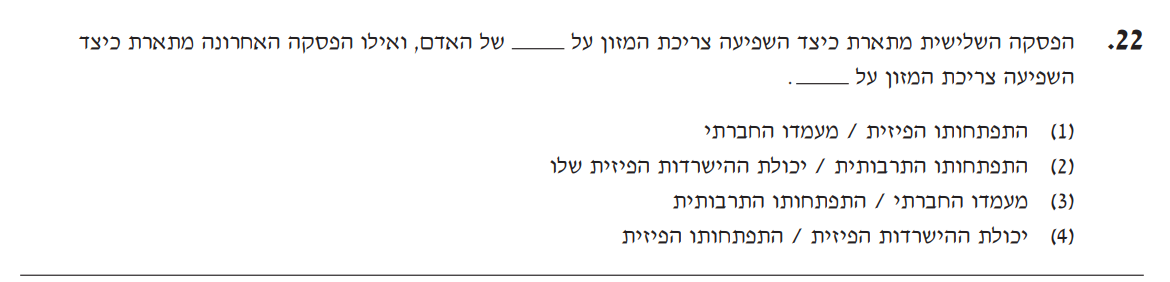 22. הפסקה השלישית מתארת כיצד השפיעה צריכת המזון על _____ של האדם, ואילו הפסקה האחרונה מתארת כיצד
השפיעה צריכת המזון על _____.
(1) התפתחותו הפיזית / מעמדו החברתי
(2) התפתחותו התרבותית / יכולת ההישרדות הפיזית שלו
(3) מעמדו החברתי / התפתחותו התרבותית
(4) יכולת ההישרדות הפיזית / התפתחותו הפיזית